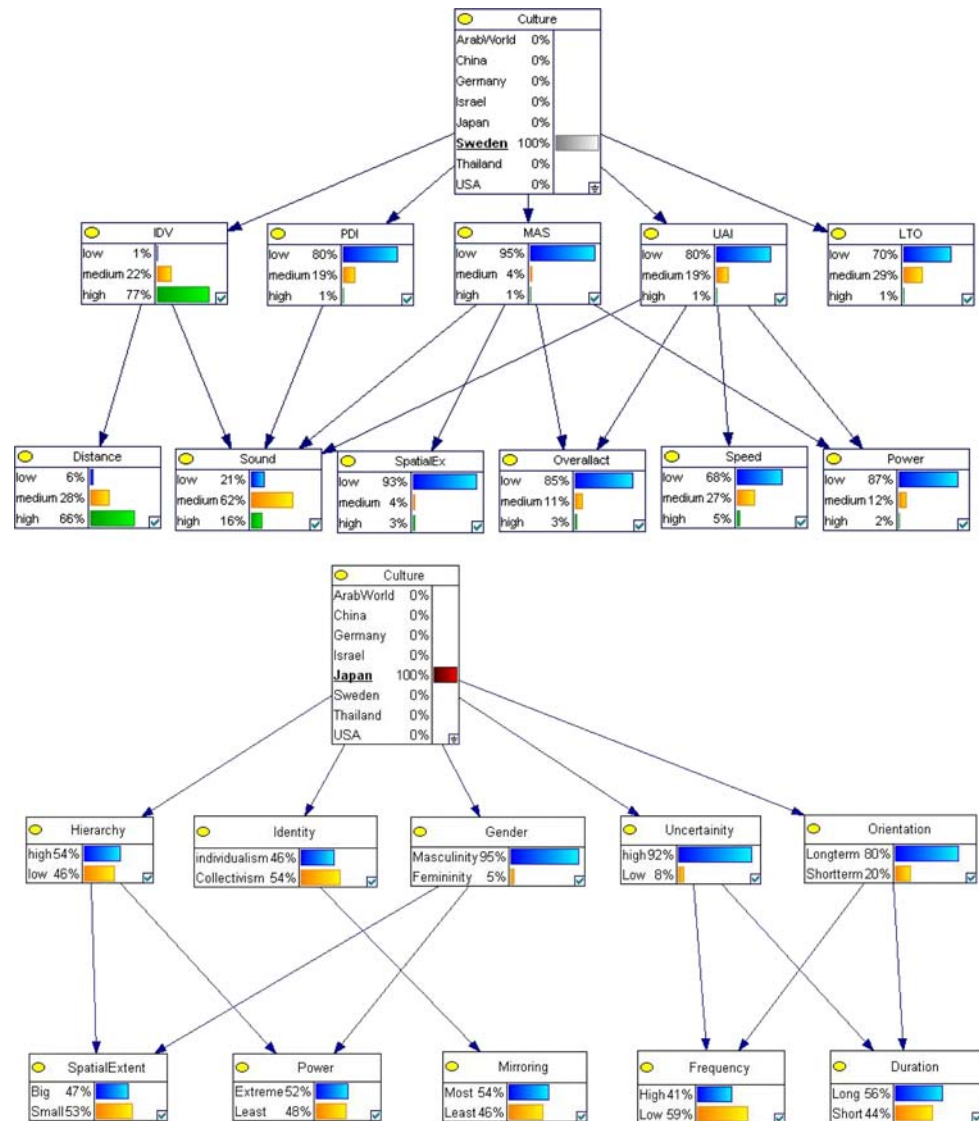 Culture
ArabWorld 0%
China 0%
Germany 0%
Israel 0%
Japan 0%
Sweden 100%
Thailand 0%
USA 0%
IDV
low 1%
medium 22%
high 77%
PDI
low 80%
medium 19%
high 1%
MAS
low 95%
medium 4%
high 1%
UAI
low 80%
medium 19%
high 1%
LTO
low 70%
medium 29%
high 1%
Distance
low 6%
medium 28%
high 66%
Sound
low 21%
medium 62%
high 16%
SpatialEx
low 93%
medium 4%
high 3%
Overallact
low 85%
medium 11%
high 3%
Speed
low 68%
medium 27%
high 5%
Power
low 87%
medium 12%
high 2%
Culture
ArabWorld 0%
China 0%
Germany 0%
Israel 0%
Japan 100%
Sweden 0%
Thailand 0%
USA 0%
Hierarchy
high 54%
low 46%
Identity
individualism 46%
Collectivism 54%
Gender
Masculinity 95%
Femininity 5%
Uncertainity
high 92%
Low 8%
Orientation
Longterm 80%
Shortterm 20%
SpatialExtent
Big 47%
Small 53%
Power
Extreme 52%
Least 48%
Mirroring
Most 54%
Least 46%
Frequency
High 41%
Low 59%
Duration
Long 56%
Short 44%